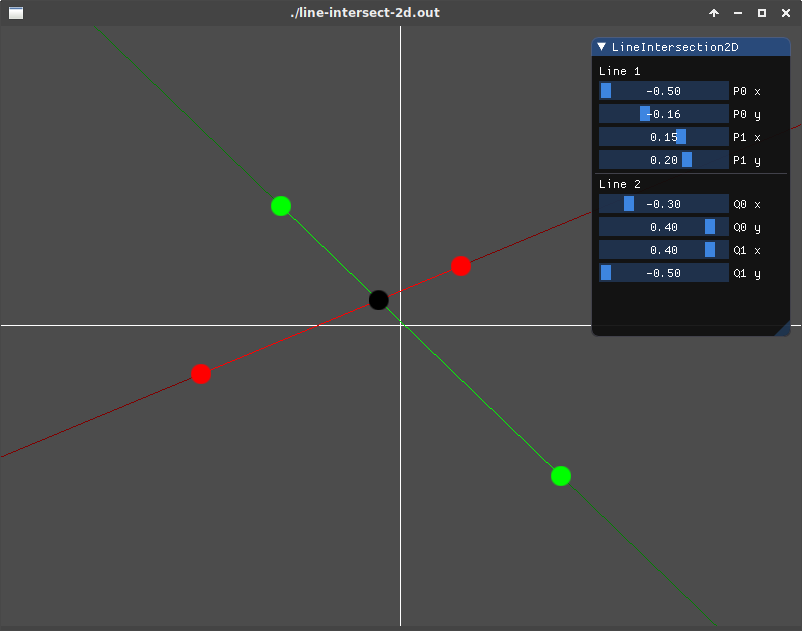 ./line-intersect-2d.out
LineIntersection2D
Line 1
-0.50 P0 x
-0.16 P0 y
0.15 P1 x
0.20 P1 y
Line 2
-0.30 Q0 x
0.40 Q0 y
0.40 Q1 x
-0.50 Q1 y